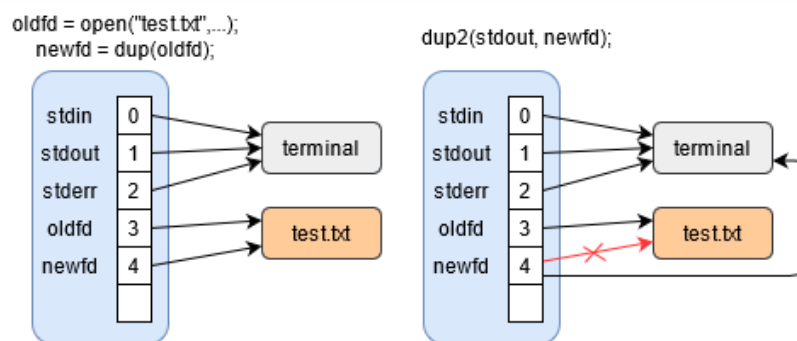 oldfd = open("test.txt",...);
newfd = dup(oldfd);
stdin 0
stdout 1
stderr 2
oldfd 3
newfd 4
terminal
test.txt
dup2(stdout, newfd);
stdin 0
stdout 1
stderr 2
oldfd 3
newfd 4
terminal
test.txt